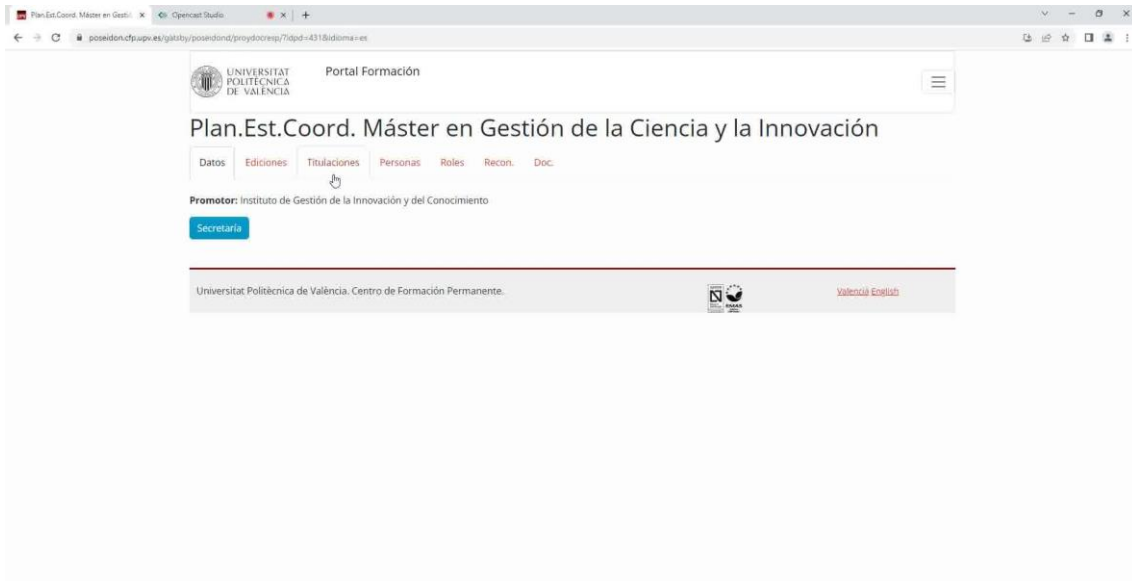 Plan.Est.Coord. Máster en Gesti
Opencast Studio
poseidon.cfp.upv.es/gatsby/poseidond/proydocresp/?idpd=431&idioma=es
UNIVERSITAT
POLITÈCNICA
DE VALÈNCIA
Portal Formación
Plan.Est.Coord. Máster en Gestión de la Ciencia y la Innovación
Datos Ediciones Titulaciones Personas Roles Recon. Doc.
Promotor: Instituto de Gestión de la Innovación y del Conocimiento
Secretaría
Universitat Politècnica de València. Centro de Formación Permanente.
EMAS
Valencià English